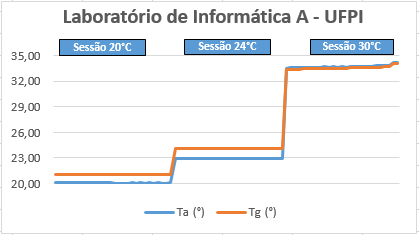 Laboratório de Informática A - UFPI
Sessão 20°C
Sessão 24°C
Sessão 30°C
35,00
32,00
29,00
26,00
23,00
20,00
Ta (°)
Tg (°)